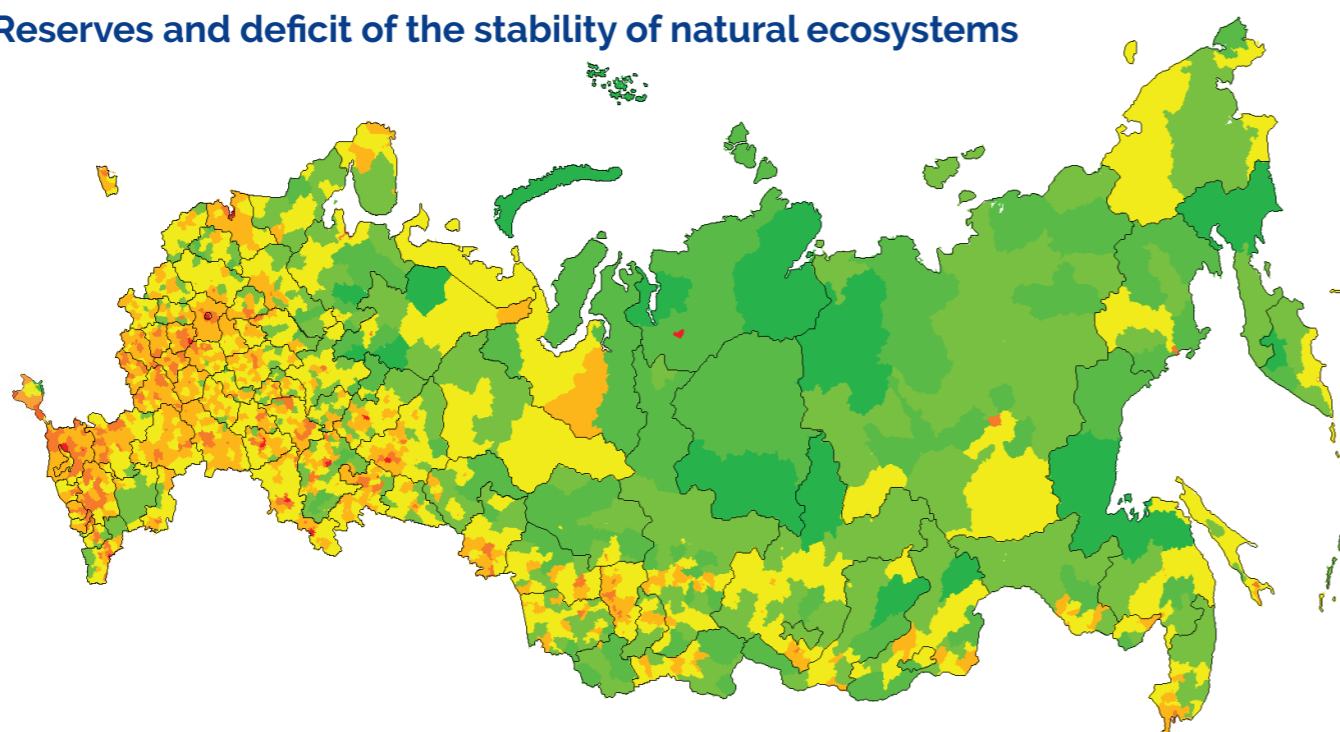 Reserves and deficit of the stability of natural ecosystems